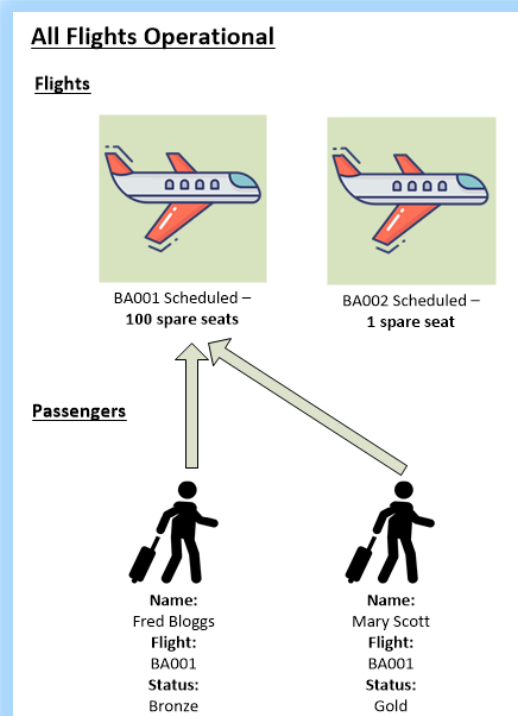 All Flights Operational
Flights
BA001 Scheduled –
100 spare seats
BA002 Scheduled –
1 spare seat
Passengers
Name:
Fred Bloggs
Flight:
BA001
Status:
Bronze
Name:
Mary Scott
Flight:
BA001
Status:
Gold